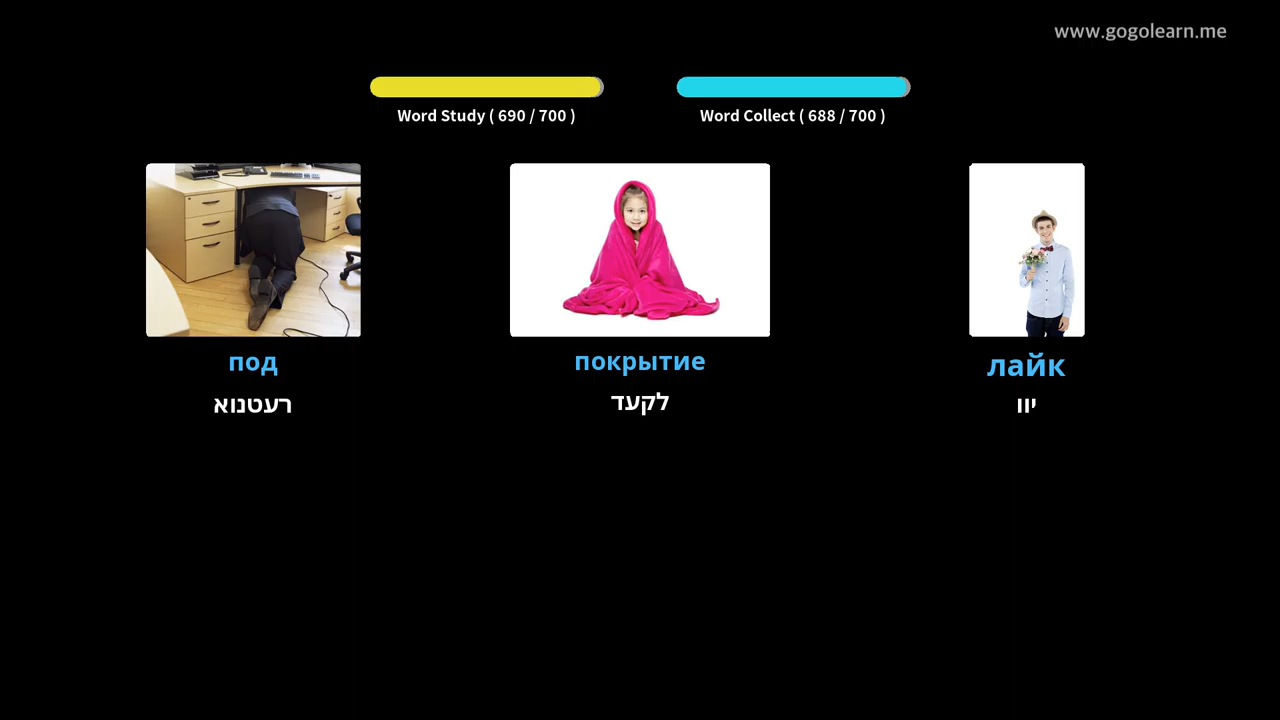 www.gogolearn.me
Word Study ( 690 / 700 )
Word Collect ( 688 / 700 )
под
רעטנוא
покрытие
לקעד
лайк
יוו